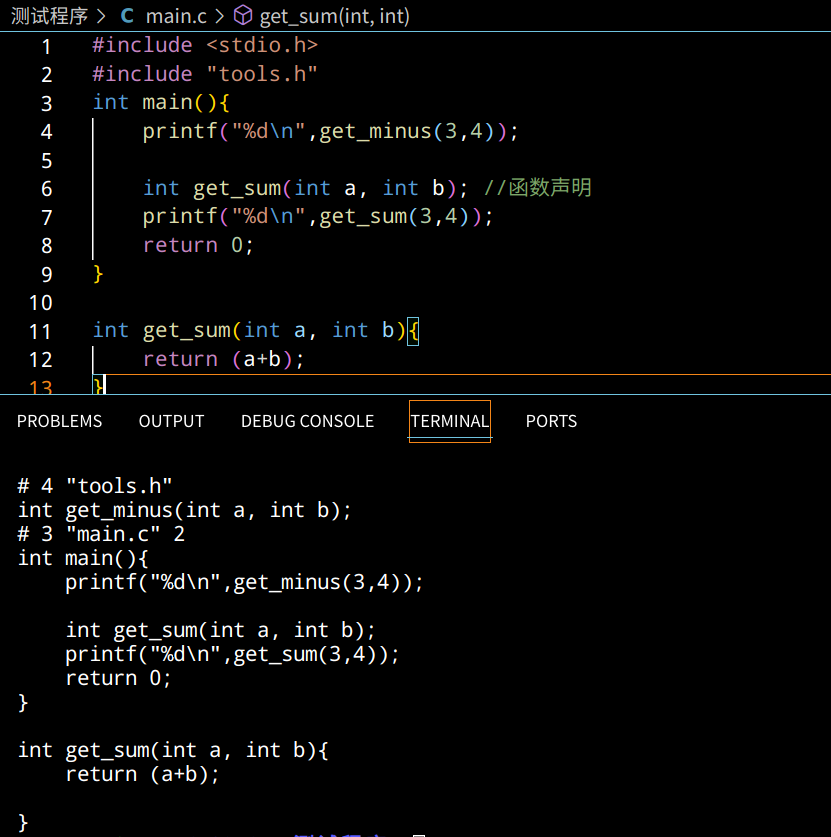 测试程序 > C main.c > get_sum(int, int)
1 #include <stdio.h>
2 #include "tools.h"
3 int main(){
4     printf("%d\n",get_minus(3,4));
5
6     int get_sum(int a, int b); //函数声明
7     printf("%d\n",get_sum(3,4));
8     return 0;
9 }
10
11 int get_sum(int a, int b){
12     return (a+b);
13 }
PROBLEMS OUTPUT DEBUG CONSOLE TERMINAL PORTS
# 4 "tools.h"
int get_minus(int a, int b);
# 3 "main.c" 2
int main(){
    printf("%d\n",get_minus(3,4));
    int get_sum(int a, int b);
    printf("%d\n",get_sum(3,4));
    return 0;
}
int get_sum(int a, int b){
    return (a+b);
}